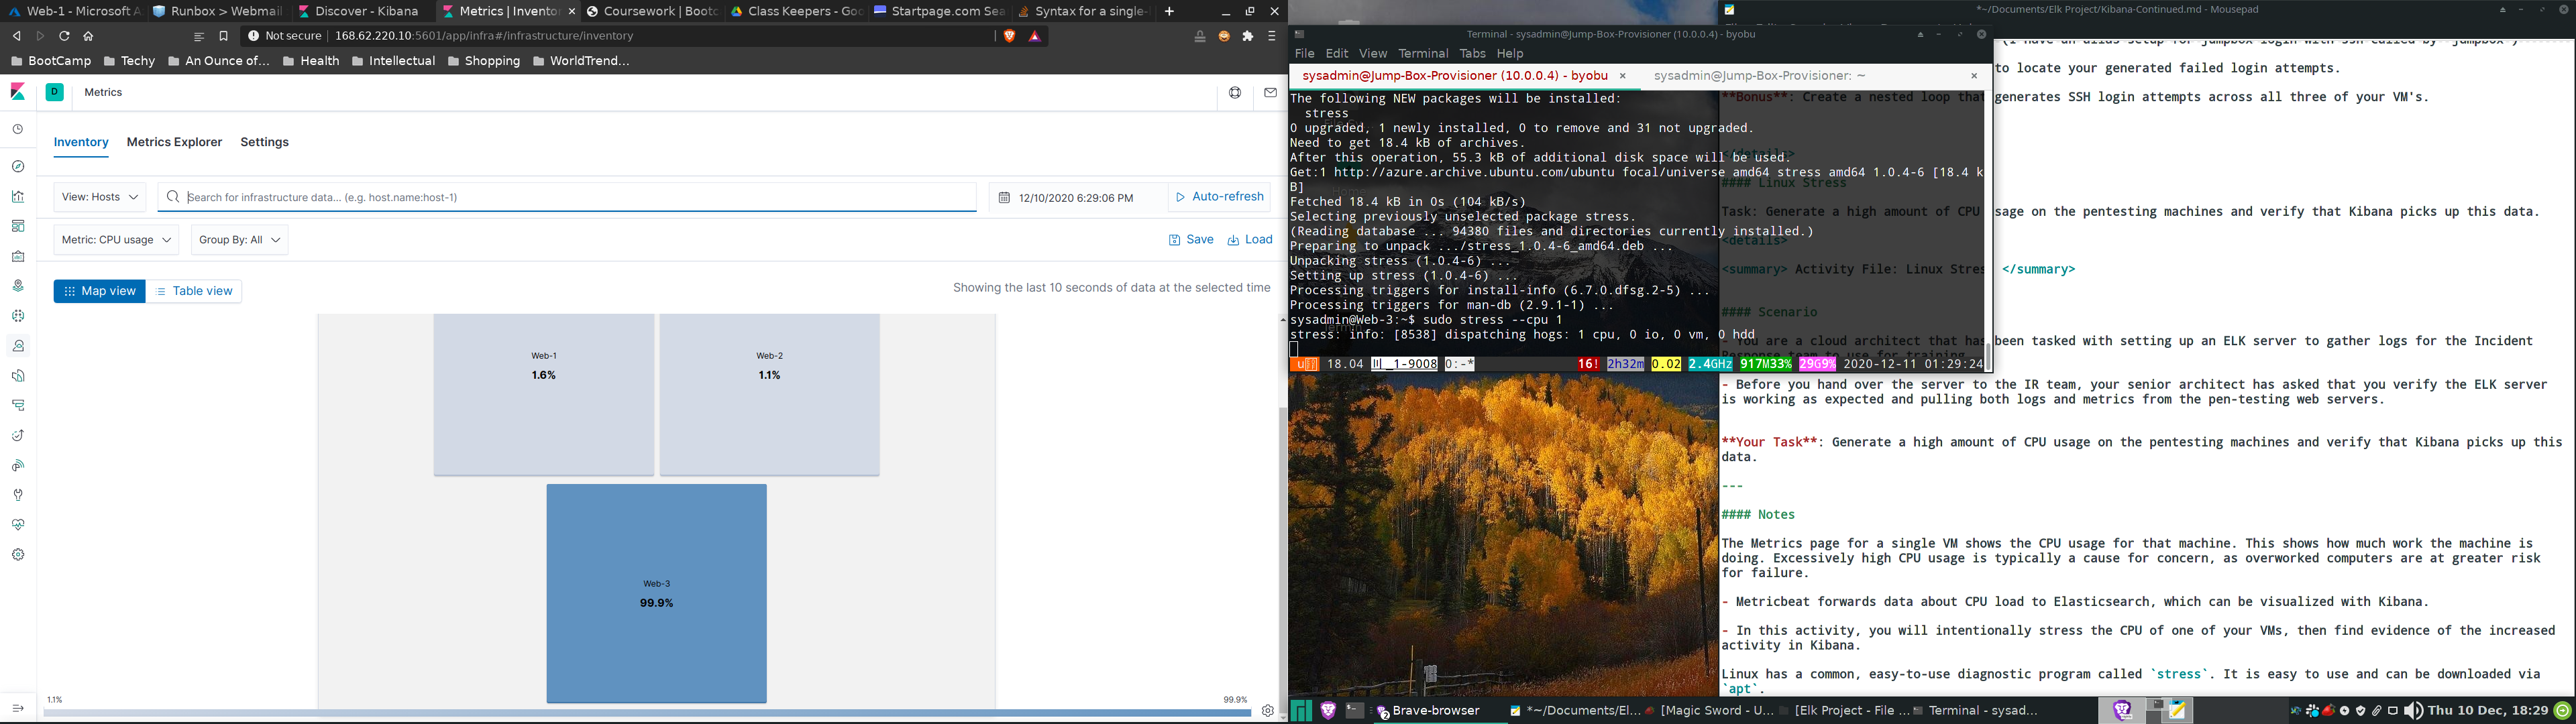 Web-1 - Microsoft A
Runbox > Webmail
Discover - Kibana
Metrics | Invento
Coursework | Bootc
Class Keepers - Goo
Startpage.com Sea
Syntax for a single-
Not secure | 168.62.220.10:5601/app/infra#/infrastructure/inventory
BootCamp
Techy
An Ounce of...
Health
Intellectual
Shopping
WorldTrend...
D
Metrics
Inventory
Metrics Explorer
Settings
View: Hosts
Search for infrastructure data... (e.g. host.name:host-1)
12/10/2020 6:29:06 PM
Auto-refresh
Metric: CPU usage
Group By: All
Save
Load
Map view
Table view
Showing the last 10 seconds of data at the selected time
Web-1
1.6%
Web-2
1.1%
Web-3
99.9%
1.1%
99.9%
Terminal - sysadmin@Jump-Box-Provisioner (10.0.0.4) - byobu
File Edit View Terminal Tabs Help
sysadmin@Jump-Box-Provisioner (10.0.0.4) - byobu
sysadmin@Jump-Box-Provisioner: ~
The following NEW packages will be installed:
stress
0 upgraded, 1 newly installed, 0 to remove and 31 not upgraded.
Need to get 18.4 kB of archives.
After this operation, 55.3 kB of additional disk space will be used.
Get:1 http://azure.archive.ubuntu.com/ubuntu focal/universe amd64 stress amd64 1.0.4-6 [18.4 k
B]
Fetched 18.4 kB in 0s (104 kB/s)
Selecting previously unselected package stress.
(Reading database ... 94380 files and directories currently installed.)
Preparing to unpack .../stress_1.0.4-6_amd64.deb ...
Unpacking stress (1.0.4-6) ...
Setting up stress (1.0.4-6) ...
Processing triggers for install-info (6.7.0.dfsg.2-5) ...
Processing triggers for man-db (2.9.1-1) ...
sysadmin@Web-3:~$ sudo stress --cpu 1
stress: info: [8538] dispatching hogs: 1 cpu, 0 io, 0 vm, 0 hdd
18.04
_1-9008
0:-*
16!
2h32m
0.02
2.4GHz
917M33%
29G9%
2020-12-11 01:29:24
*~/Documents/Elk Project/Kibana-Continued.md - Mousepad
to locate your generated failed login attempts.
**Bonus**: Create a nested loop that generates SSH login attempts across all three of your VM's.
</details>
#### Linux Stress
Task: Generate a high amount of CPU usage on the pentesting machines and verify that Kibana picks up this data.
<details>
<summary> Activity File: Linux Stres </summary>
#### Scenario
- You are a cloud architect that has been tasked with setting up an ELK server to gather logs for the Incident
Response team to use for training.
- Before you hand over the server to the IR team, your senior architect has asked that you verify the ELK server
is working as expected and pulling both logs and metrics from the pen-testing web servers.
**Your Task**: Generate a high amount of CPU usage on the pentesting machines and verify that Kibana picks up this
data.
---
#### Notes
The Metrics page for a single VM shows the CPU usage for that machine. This shows how much work the machine is
doing. Excessively high CPU usage is typically a cause for concern, as overworked computers are at greater risk
for failure.
- Metricbeat forwards data about CPU load to Elasticsearch, which can be visualized with Kibana.
- In this activity, you will intentionally stress the CPU of one of your VMs, then find evidence of the increased
activity in Kibana.
Linux has a common, easy-to-use diagnostic program called `stress`. It is easy to use and can be downloaded via
`apt`.
Brave-browser
*~/Documents/El...
[Magic Sword - U...
[Elk Project - File ...
Terminal - sysad...
Thu 10 Dec, 18:29